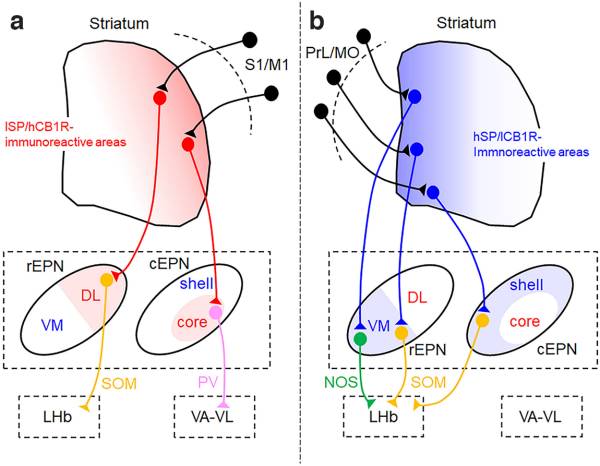 a
Striatum
S1/M1
lSP/hCB1R-
immunoreactive areas
rEPN
DL
VM
cEPN
shell
core
SOM
PV
LHb
VA-VL
b
Striatum
PrL/MO
hSP/lCB1R-
Immnoreactive areas
DL
VM
rEPN
shell
core
cEPN
NOS
SOM
LHb
VA-VL